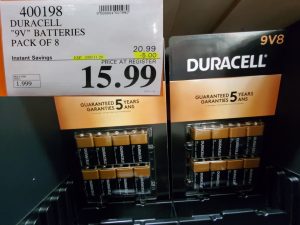 400198
DURACELL
"9V" BATTERIES
PACK OF 8
20.99
Instant Savings
-5.00
PRICE AT REGISTER
15.99
1.999
9V8
DURACELL
GUARANTEED 5 YEARS
GARANTIES 5 ANS
GUARANTEED 5 YEARS
GARANTIES 5 ANS